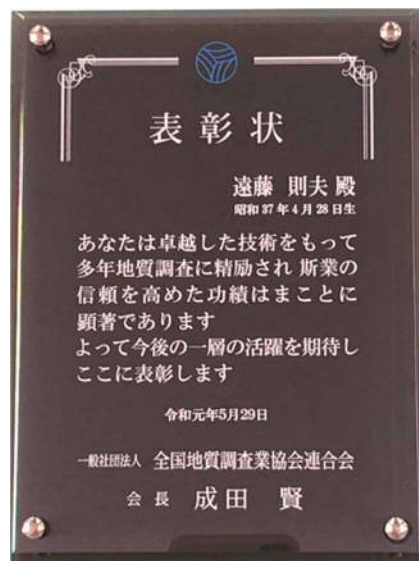 表彰状
遠藤 則夫 殿
昭和37年4月28日生
あなたは卓越した技術をもって
多年地質調査に精励され 斯業の
信頼を高めた功績はまことに
顕著であります
よって今後の一層の活躍を期待し
ここに表彰します
令和元年5月29日
一般社団法人 全国地質調査業協会連合会
会長 成田 賢